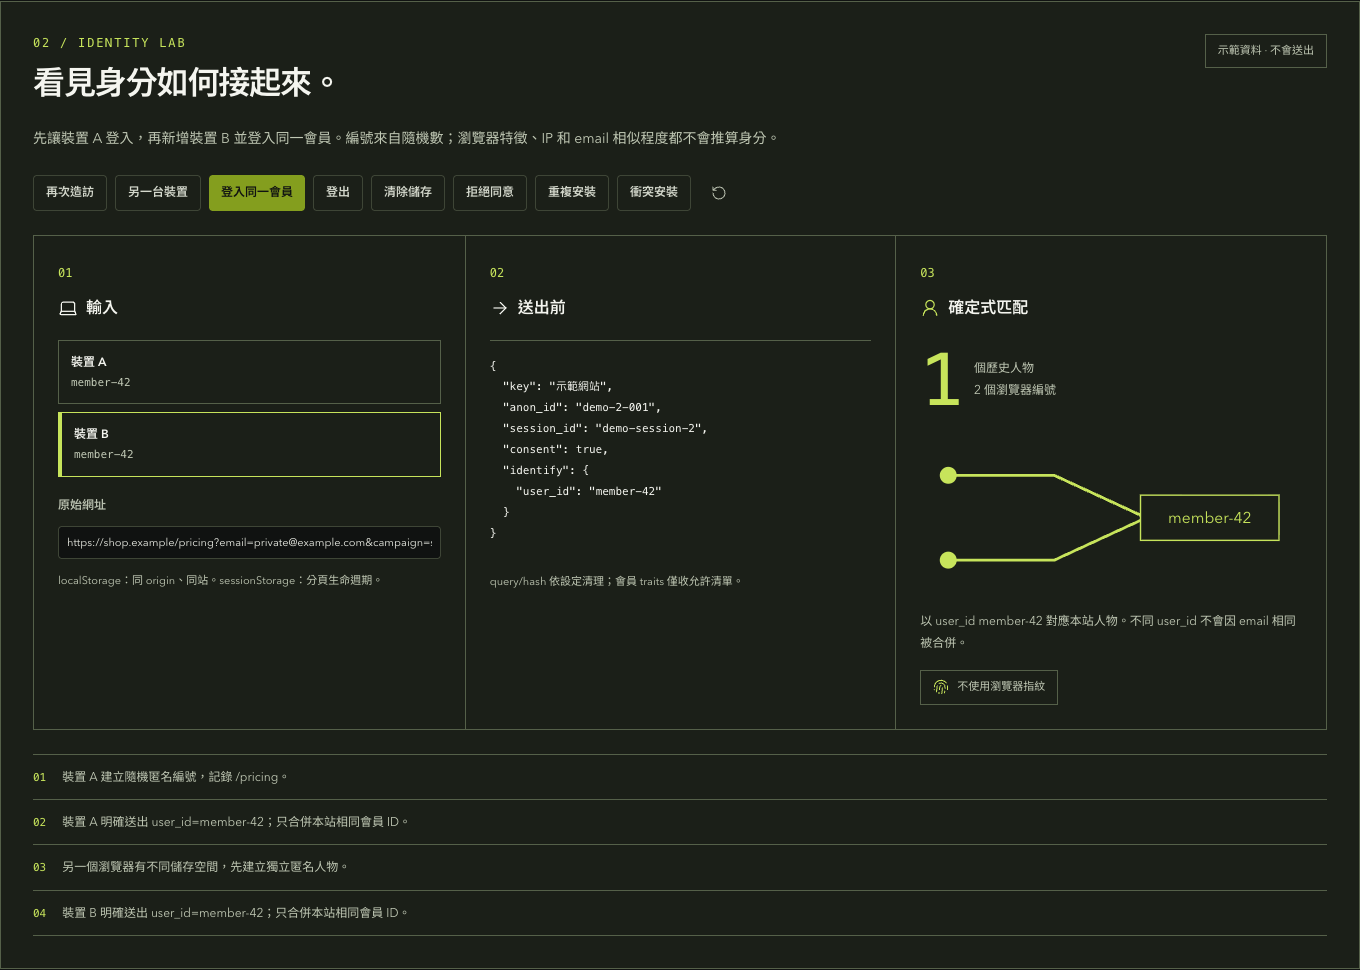 02 / IDENTITY LAB
示範資料 · 不會送出
看見身分如何接起來。
先讓裝置 A 登入，再新增裝置 B 並登入同一會員。編號來自隨機數；瀏覽器特徵、IP 和 email 相似程度都不會推算身分。
再次造訪
另一台裝置
登入同一會員
登出
清除儲存
拒絕同意
重複安裝
衝突安裝
01
輸入
裝置 A
member-42
裝置 B
member-42
原始網址
https://shop.example/pricing?email=private@example.com&campaign=
localStorage：同 origin、同站。sessionStorage：分頁生命週期。
02
送出前
{
"key": "示範網站",
"anon_id": "demo-2-001",
"session_id": "demo-session-2",
"consent": true,
"identify": {
"user_id": "member-42"
}
}
query/hash 依設定清理；會員 traits 僅收允許清單。
03
確定式匹配
1
個歷史人物
2 個瀏覽器編號
member-42
以 user_id member-42 對應本站人物。不同 user_id 不會因 email 相同
被合併。
不使用瀏覽器指紋
01 裝置 A 建立隨機匿名編號，記錄 /pricing。
02 裝置 A 明確送出 user_id=member-42；只合併本站相同會員 ID。
03 另一個瀏覽器有不同儲存空間，先建立獨立匿名人物。
04 裝置 B 明確送出 user_id=member-42；只合併本站相同會員 ID。